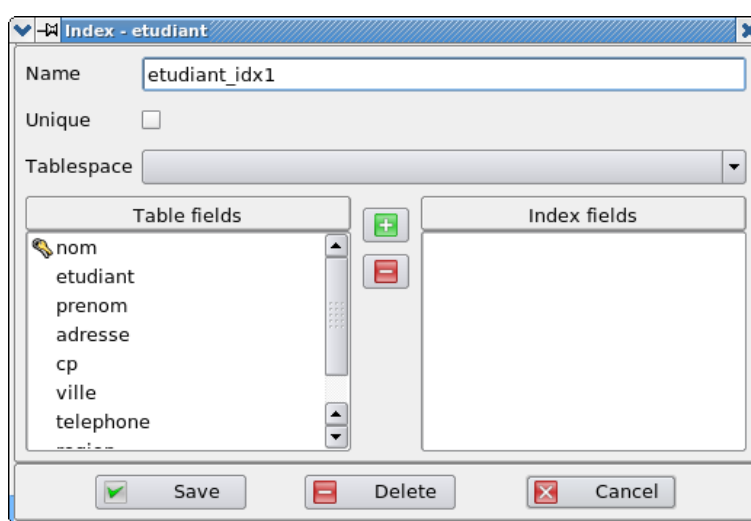 Index - etudiant
Name
etudiant_idx1
Unique
Tablespace
Table fields
Index fields
nom
etudiant
prenom
adresse
cp
ville
telephone
Save
Delete
Cancel